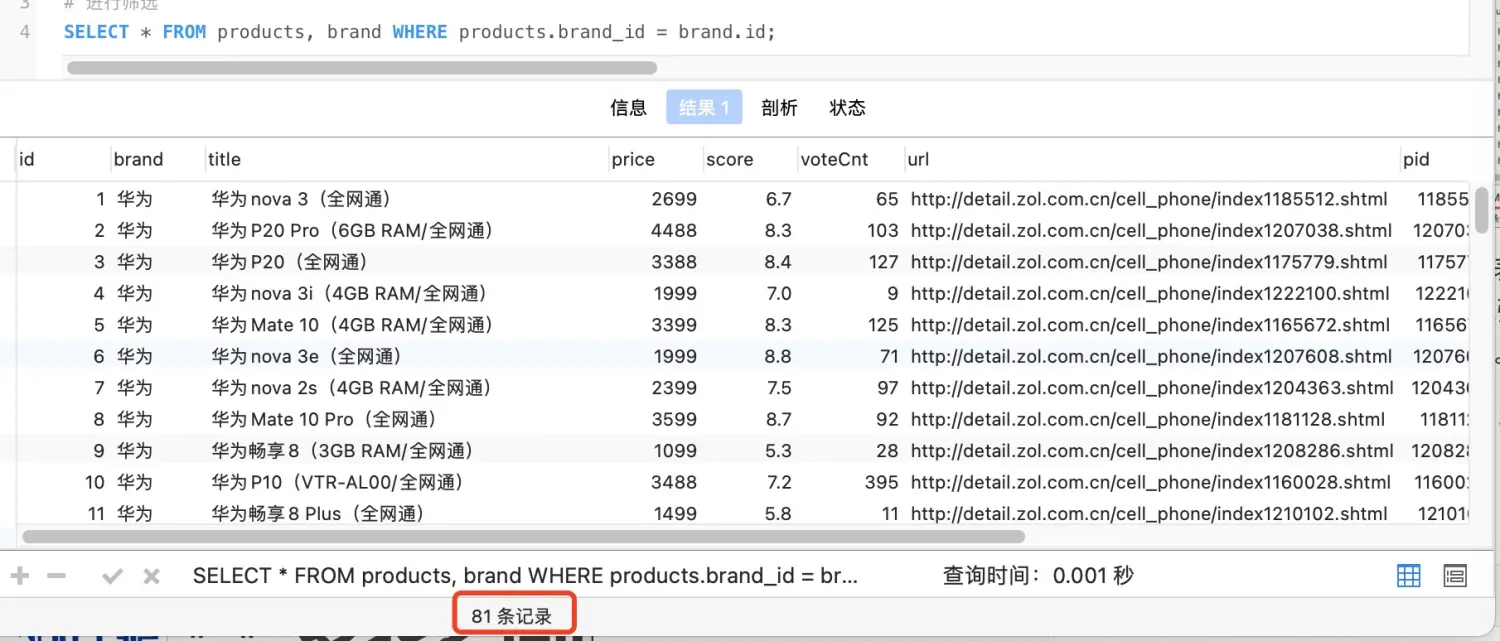 3 # 进行筛选
4 SELECT * FROM products, brand WHERE products.brand_id = brand.id;
信息 结果 1 剖析 状态
id brand title price score voteCnt url pid
1 华为 华为 nova 3（全网通） 2699 6.7 65 http://detail.zol.com.cn/cell_phone/index1185512.shtml 11855
2 华为 华为 P20 Pro（6GB RAM/全网通） 4488 8.3 103 http://detail.zol.com.cn/cell_phone/index1207038.shtml 12070
3 华为 华为 P20（全网通） 3388 8.4 127 http://detail.zol.com.cn/cell_phone/index1175779.shtml 11757
4 华为 华为 nova 3i（4GB RAM/全网通） 1999 7.0 9 http://detail.zol.com.cn/cell_phone/index1222100.shtml 12221
5 华为 华为 Mate 10（4GB RAM/全网通） 3399 8.3 125 http://detail.zol.com.cn/cell_phone/index1165672.shtml 11656
6 华为 华为 nova 3e（全网通） 1999 8.8 71 http://detail.zol.com.cn/cell_phone/index1207608.shtml 12076
7 华为 华为 nova 2s（4GB RAM/全网通） 2399 7.5 97 http://detail.zol.com.cn/cell_phone/index1204363.shtml 12043
8 华为 华为 Mate 10 Pro（全网通） 3599 8.7 92 http://detail.zol.com.cn/cell_phone/index1181128.shtml 11811
9 华为 华为畅享 8（3GB RAM/全网通） 1099 5.3 28 http://detail.zol.com.cn/cell_phone/index1208286.shtml 12082
10 华为 华为 P10（VTR-AL00/全网通） 3488 7.2 395 http://detail.zol.com.cn/cell_phone/index1160028.shtml 11600
11 华为 华为畅享 8 Plus（全网通） 1499 5.8 11 http://detail.zol.com.cn/cell_phone/index1210102.shtml 12101
SELECT * FROM products, brand WHERE products.brand_id = br... 查询时间：0.001 秒
81 条记录